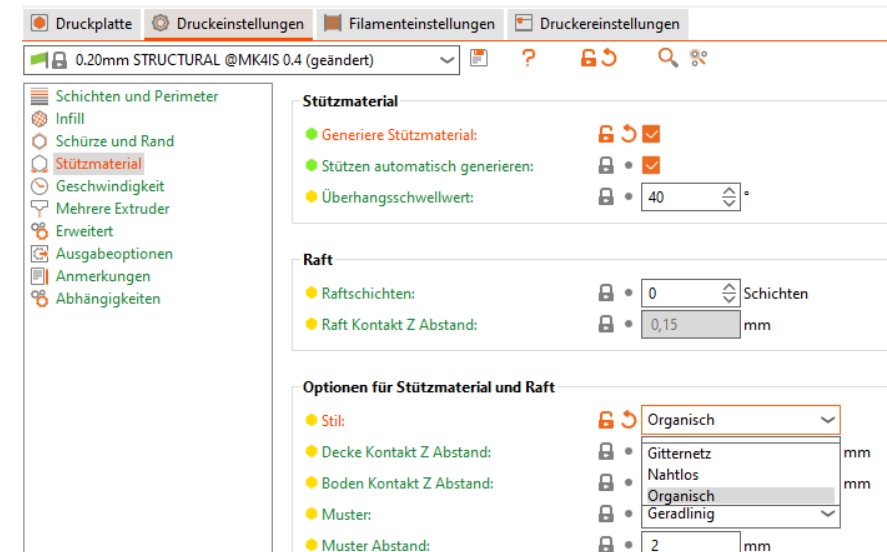 Druckplatte Druckeinstellungen Filamenteinstellungen Druckereinstellungen
0.20mm STRUCTURAL @MK4IS 0.4 (geändert) ?
Schichten und Perimeter
Infill
Schürze und Rand
Stützmaterial
Geschwindigkeit
Mehrere Extruder
Erweitert
Ausgabeoptionen
Anmerkungen
Abhängigkeiten
Stützmaterial
Generiere Stützmaterial:
Stützen automatisch generieren:
Überhangsschwellwert: 40 °
Raft
Raftschichten: 0 Schichten
Raft Kontakt Z Abstand: 0,15 mm
Optionen für Stützmaterial und Raft
Stil: Organisch
Decke Kontakt Z Abstand: Gitternetz mm
Nahtlos
Boden Kontakt Z Abstand: Organisch mm
Muster: Geradlinig
Muster Abstand: 2 mm